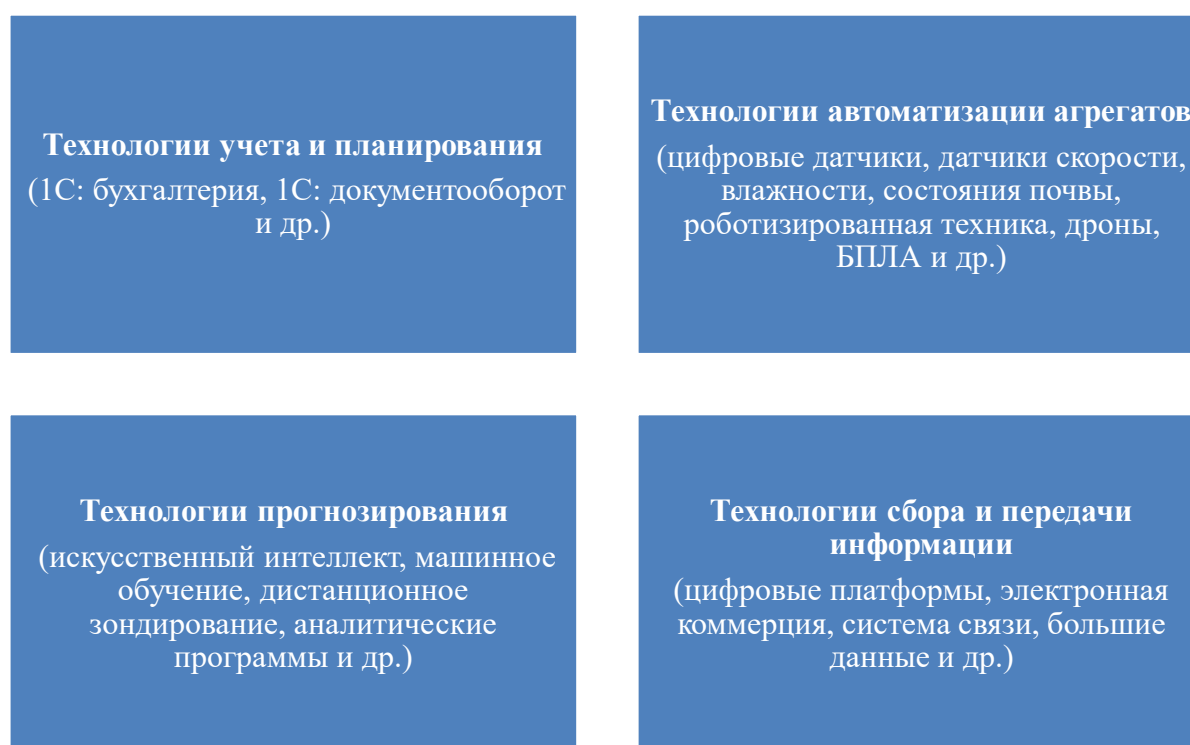 Технологии учета и планирования
(1С: бухгалтерия, 1С: документооборот
и др.)
Технологии автоматизации агрегатов
(цифровые датчики, датчики скорости,
влажности, состояния почвы,
роботизированная техника, дроны,
БПЛА и др.)
Технологии прогнозирования
(искусственный интеллект, машинное
обучение, дистанционное
зондирование, аналитические
программы и др.)
Технологии сбора и передачи
информации
(цифровые платформы, электронная
коммерция, система связи, большие
данные и др.)